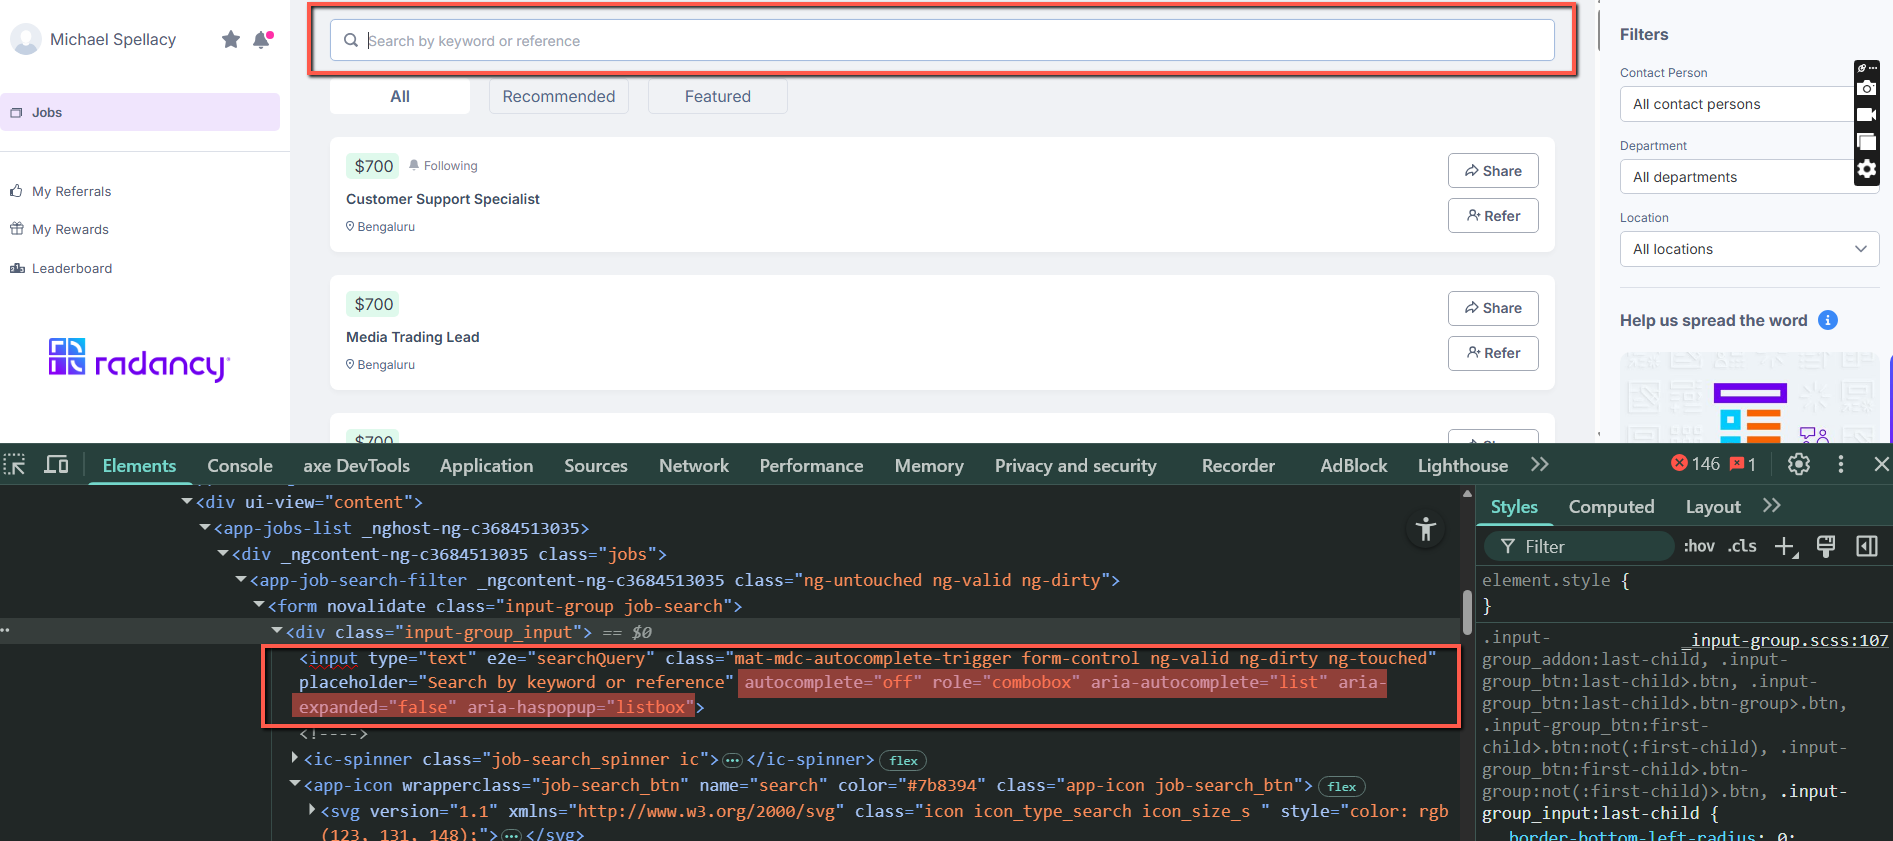 Michael Spellacy
Jobs
My Referrals
My Rewards
Leaderboard
radancy
Search by keyword or reference
All
Recommended
Featured
$700
Following
Customer Support Specialist
Bengaluru
Share
Refer
$700
Media Trading Lead
Bengaluru
Share
Refer
$700
Filters
Contact Person
All contact persons
Department
All departments
Location
All locations
Help us spread the word
Elements
Console
axe DevTools
Application
Sources
Network
Performance
Memory
Privacy and security
Recorder
AdBlock
Lighthouse
146
1
<div ui-view="content">
<app-jobs-list _nghost-ng-c3684513035>
<div _ngcontent-ng-c3684513035 class="jobs">
<app-job-search-filter _ngcontent-ng-c3684513035 class="ng-untouched ng-valid ng-dirty">
<form novalidate class="input-group job-search">
<div class="input-group_input"> == $0
<input type="text" e2e="searchQuery" class="mat-mdc-autocomplete-trigger form-control ng-valid ng-dirty ng-touched"
placeholder="Search by keyword or reference" autocomplete="off" role="combobox" aria-autocomplete="list" aria-
expanded="false" aria-haspopup="listbox">
<!---->
<ic-spinner class="job-search_spinner ic">…</ic-spinner> flex
<app-icon wrapperclass="job-search_btn" name="search" color="#7b8394" class="app-icon job-search_btn"> flex
<svg version="1.1" xmlns="http://www.w3.org/2000/svg" class="icon icon_type_search icon_size_s " style="color: rgb
(123, 131, 148);">…</svg>
Styles
Computed
Layout
Filter
:hov
.cls
element.style {
}
.input-
_input-group.scss:107
group_addon:last-child, .input-
group_btn:last-child>.btn, .input-
group_btn:last-child>.btn-group>.btn,
.input-group_btn:first-
child>.btn:not(:first-child), .input-
group_btn:first-child>.btn-
group:not(:first-child)>.btn, .input-
group_input:last-child {
border-bottom-left-radius: 0;